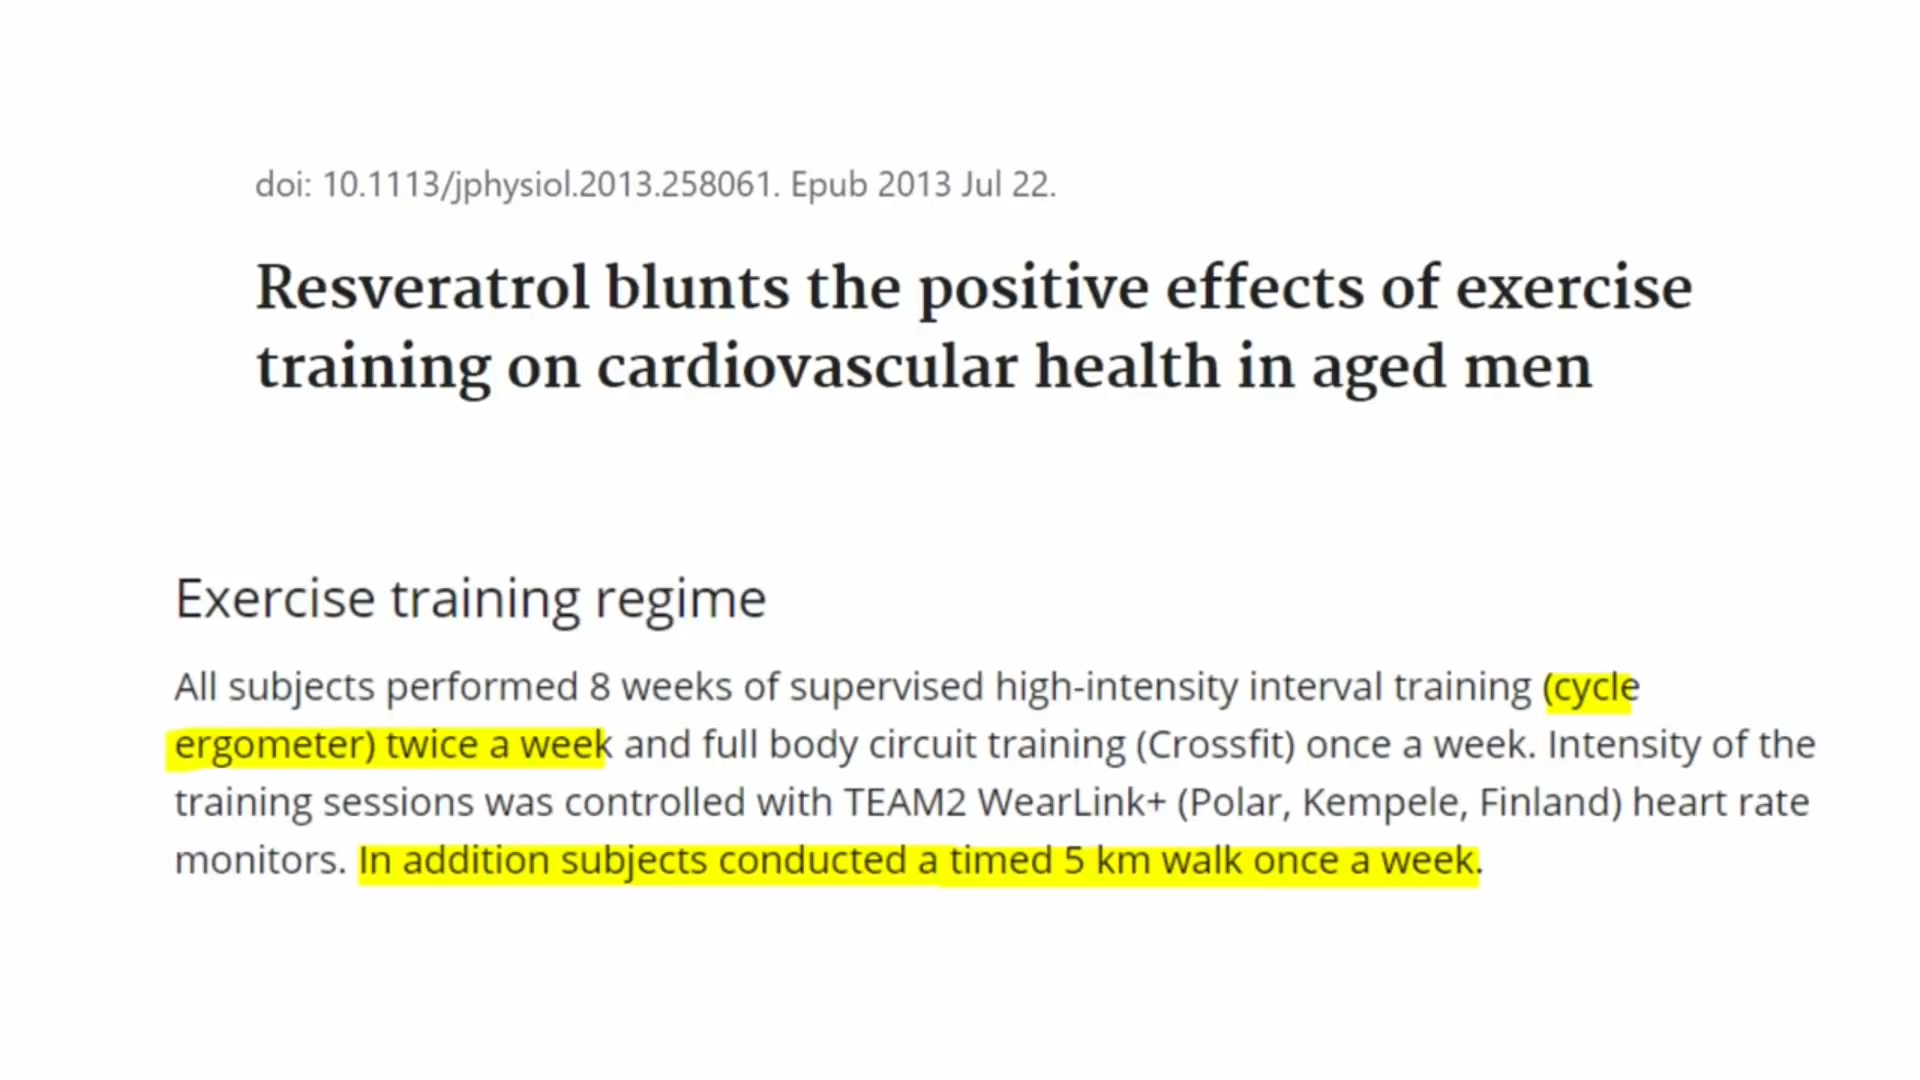 doi: 10.1113/jphysiol.2013.258061. Epub 2013 Jul 22.
Resveratrol blunts the positive effects of exercise
training on cardiovascular health in aged men
Exercise training regime
All subjects performed 8 weeks of supervised high-intensity interval training (cycle
ergometer) twice a week and full body circuit training (Crossfit) once a week. Intensity of the
training sessions was controlled with TEAM2 WearLink+ (Polar, Kempele, Finland) heart rate
monitors. In addition subjects conducted a timed 5 km walk once a week.